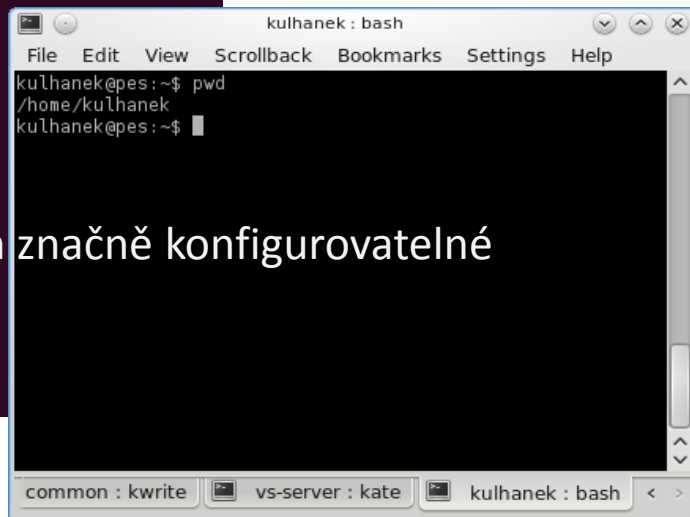 kulhanek : bash
File Edit View Scrollback Bookmarks Settings Help
kulhanek@pes:~$ pwd
/home/kulhanek
kulhanek@pes:~$
značně konfigurovatelné
common : kwrite vs-server : kate kulhanek : bash